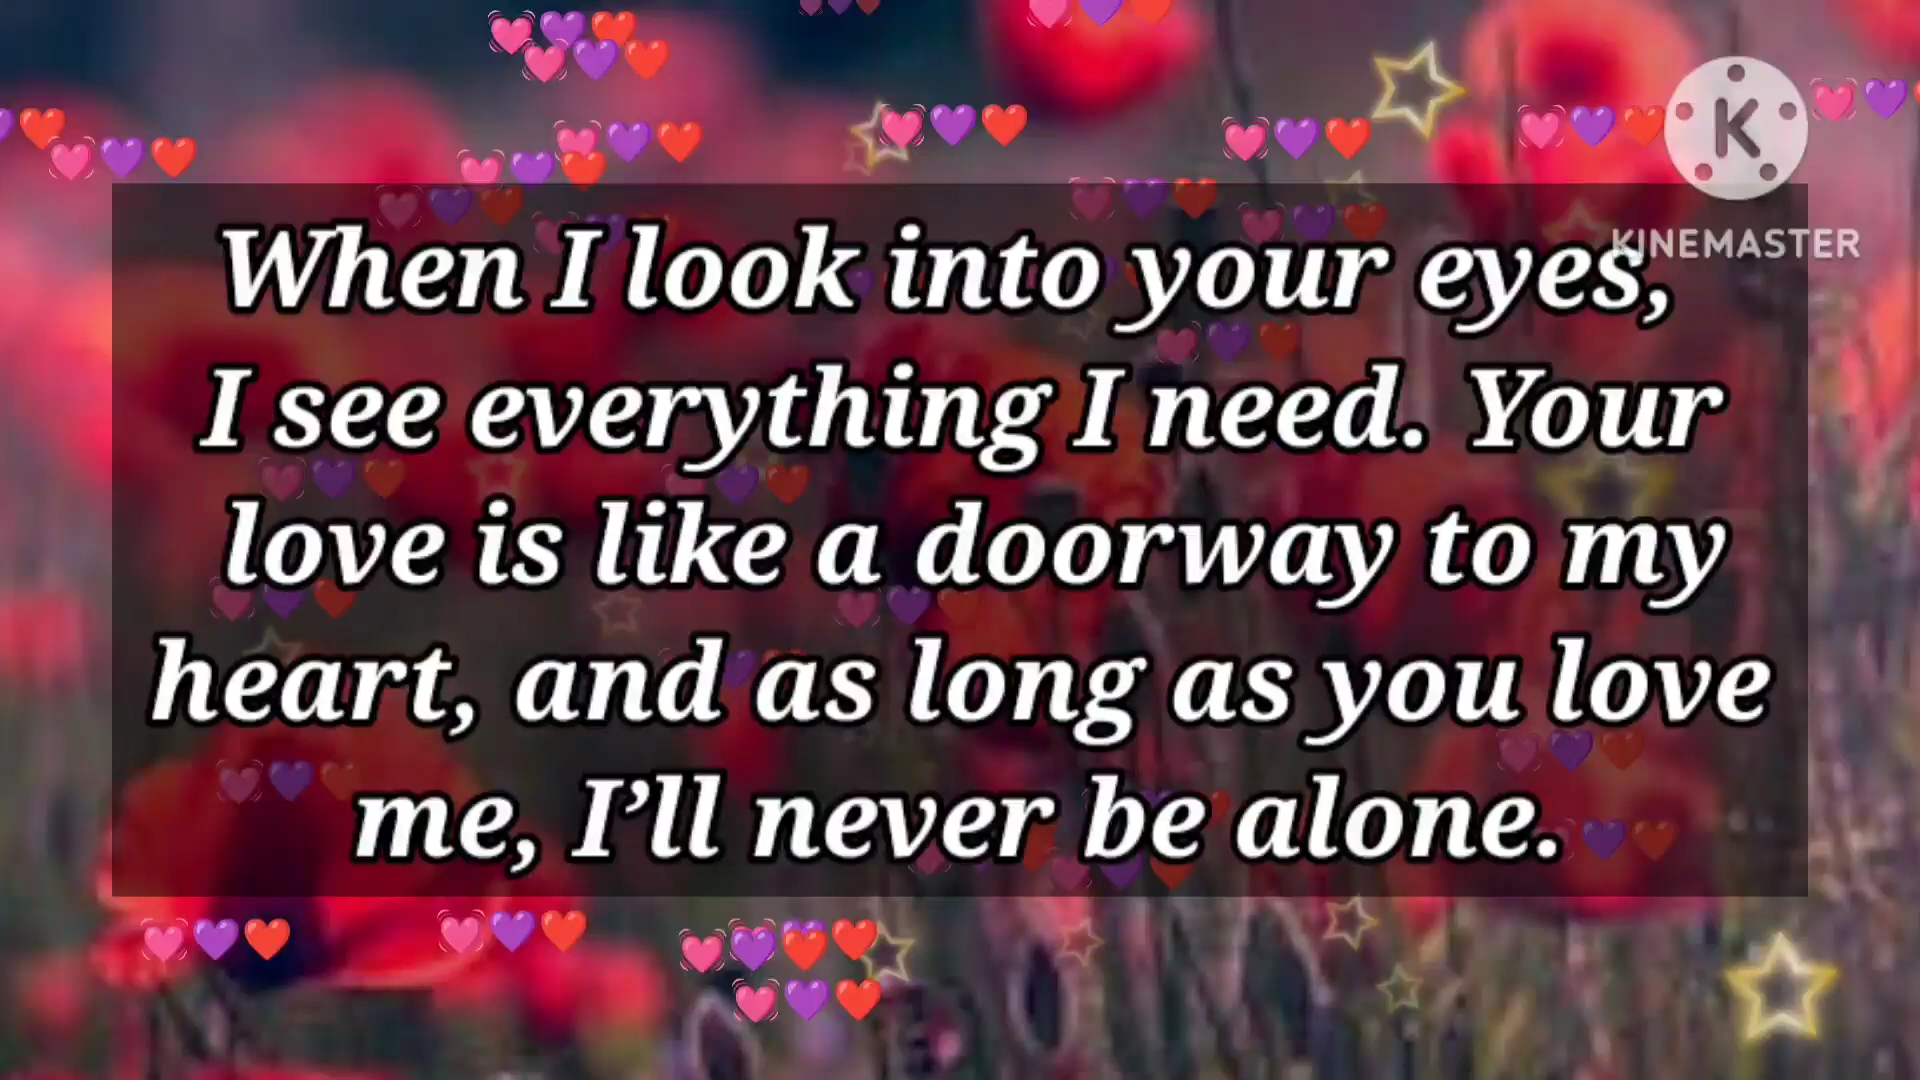 K
KINEMASTER
When I look into your eyes,
I see everything I need. Your
love is like a doorway to my
heart, and as long as you love
me, I’ll never be alone.